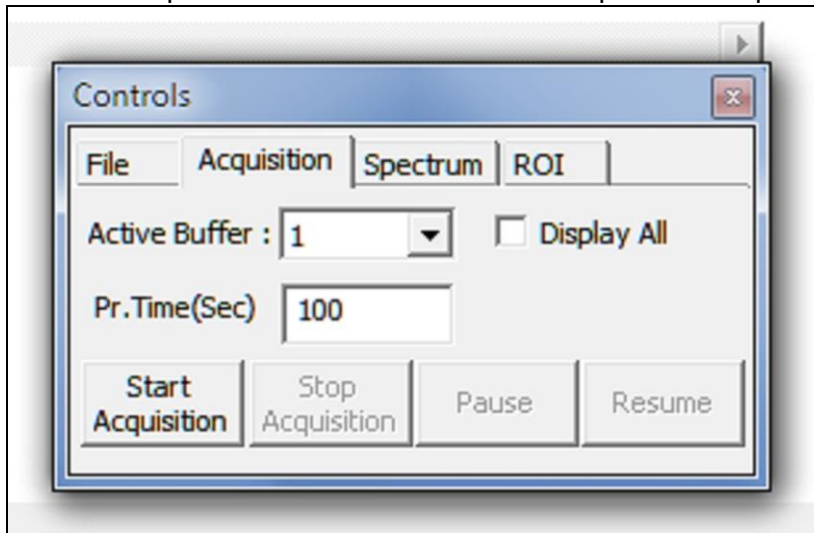 Controls
File Acquisition Spectrum ROI
Active Buffer : 1 Display All
Pr.Time(Sec) 100
Start Acquisition Stop Acquisition Pause Resume